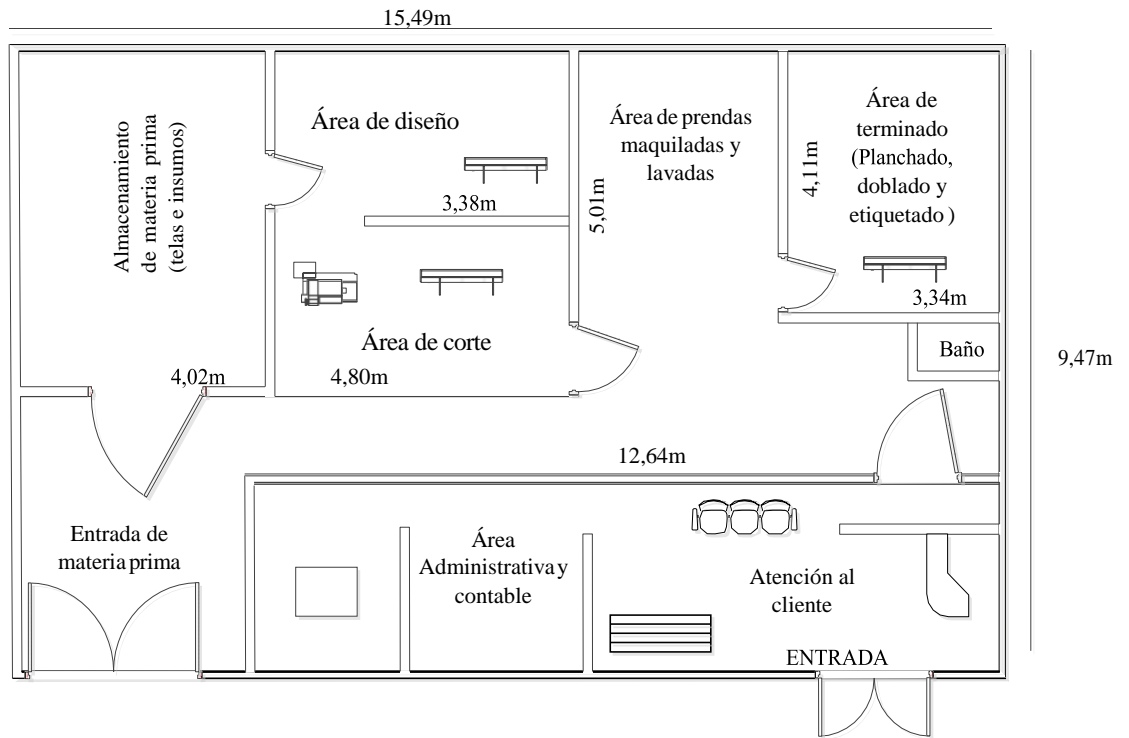 15,49m
Almacenamiento
de materia prima
(telas e insumos)
Área de diseño
3,38m
Área de prendas
maquiladas y
lavadas
5,01m
4,11m
Área de
terminado
(Planchado,
doblado y
etiquetado )
3,34m
Área de corte
4,02m
4,80m
Baño
9,47m
12,64m
Entrada de
materia prima
Área
Administrativa y
contable
Atención al
cliente
ENTRADA